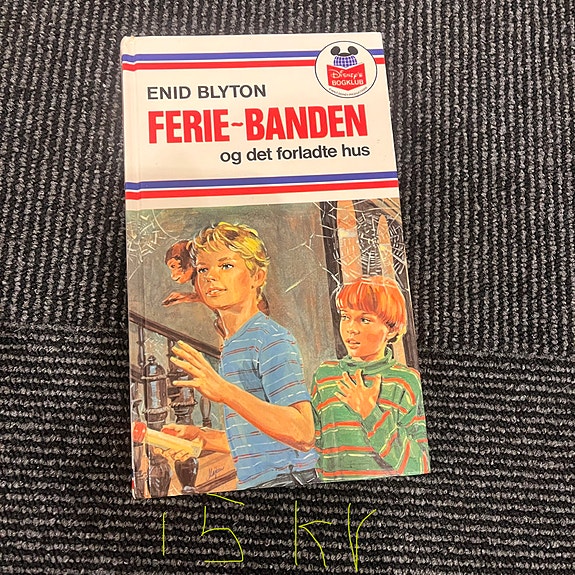 ENID BLYTON
DISNEY'S
BOGKLUB
FERIE-BANDEN
og det forladte hus
15 kr